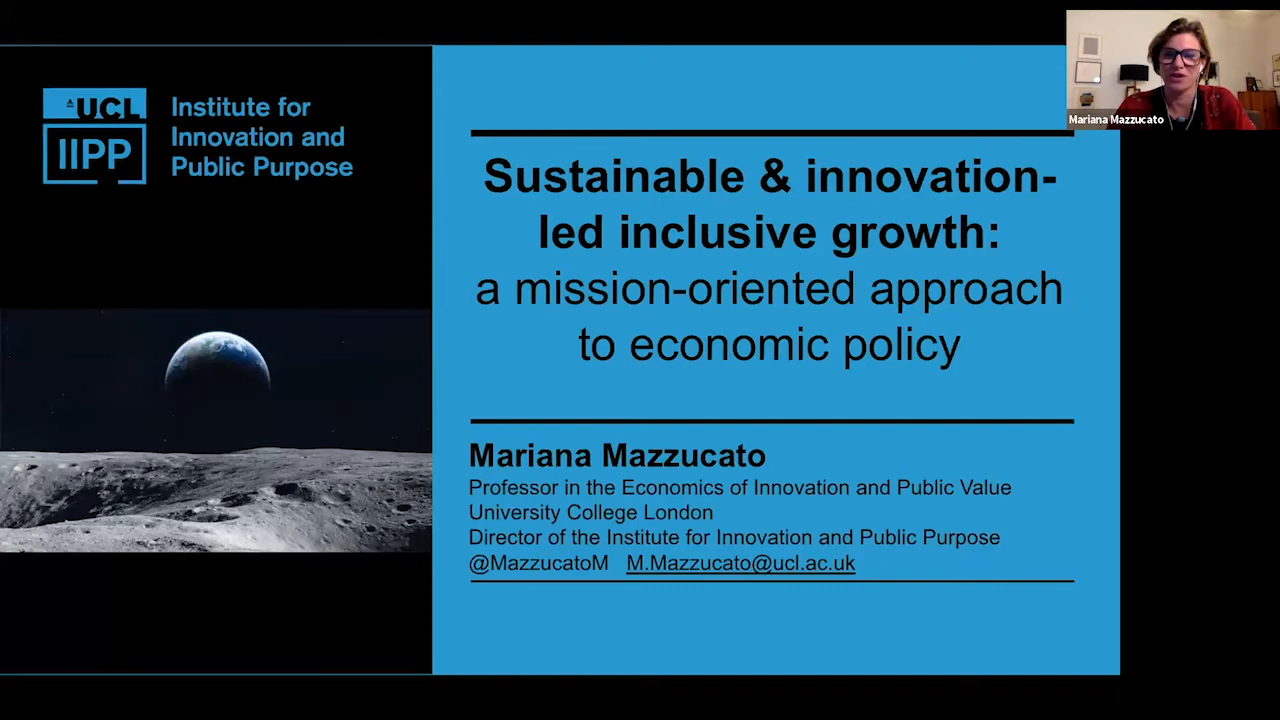 UCL
IIPP
Institute for
Innovation and
Public Purpose
Mariana Mazzucato
Sustainable & innovation-
led inclusive growth:
a mission-oriented approach
to economic policy
Mariana Mazzucato
Professor in the Economics of Innovation and Public Value
University College London
Director of the Institute for Innovation and Public Purpose
@MazzucatoM M.Mazzucato@ucl.ac.uk